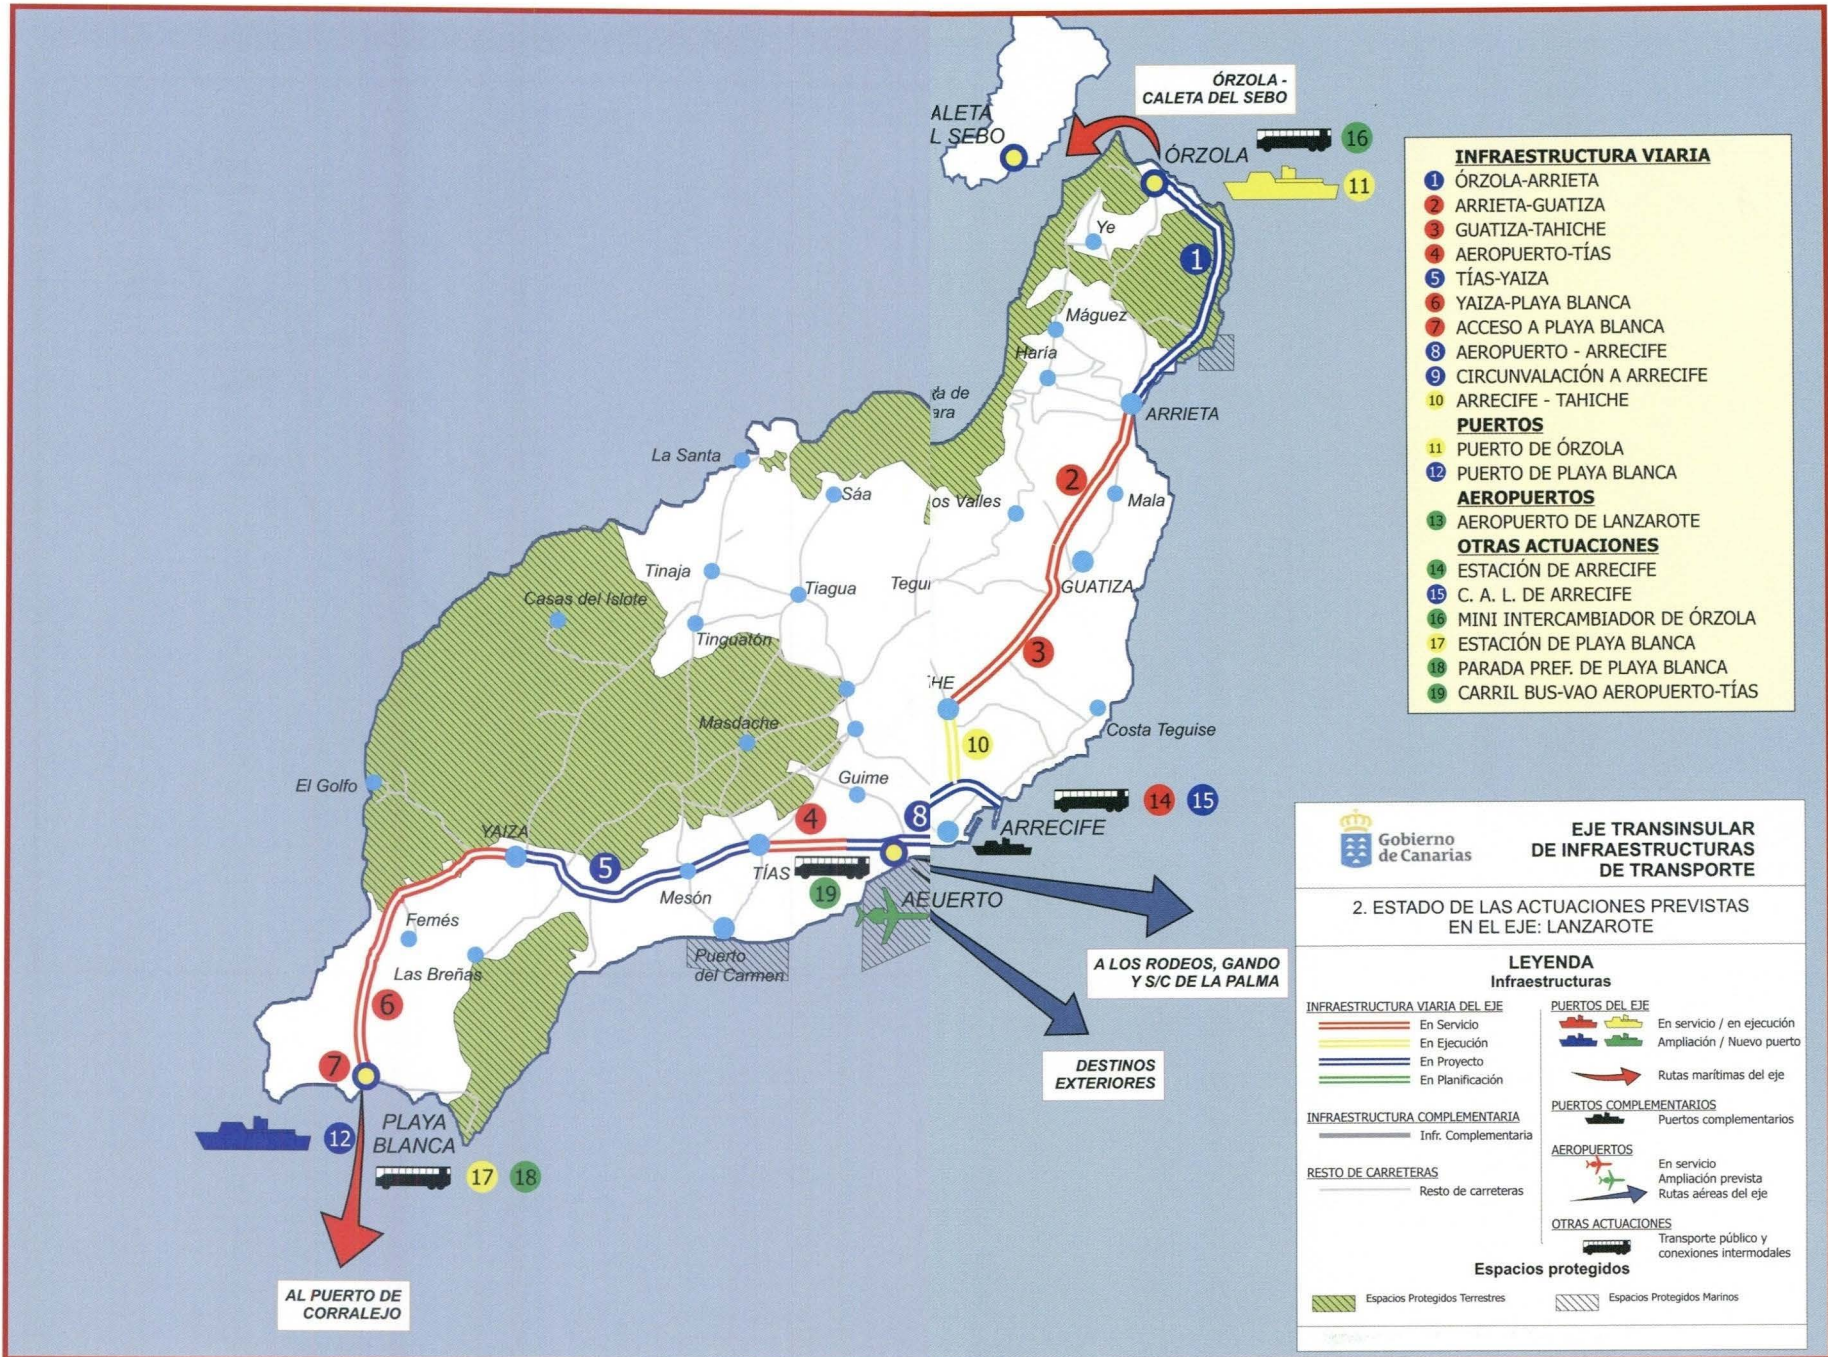 ÓRZOLA -
CALETA DEL SEBO
ALETA
L SEBO
ÓRZOLA
16
11
Ye
1
Máguez
Haría
ARRIETA
La Santa
Sáa
2
Mala
os Valles
Tinaja
Tiagua
Tegui
GUATIZA
Casas del Islote
Tinguatón
3
HE
Masdache
10
Costa Teguise
El Golfo
Guime
4
8
14
15
ARRECIFE
YAIZA
5
TÍAS
19
Mesón
AEUERTO
Femés
Las Breñas
Puerto
del Carmen
A LOS RODEOS, GANDO
Y S/C DE LA PALMA
6
7
DESTINOS
EXTERIORES
12
PLAYA
BLANCA
17
18
AL PUERTO DE
CORRALEJO
INFRAESTRUCTURA VIARIA
1 ÓRZOLA-ARRIETA
2 ARRIETA-GUATIZA
3 GUATIZA-TAHICHE
4 AEROPUERTO-TÍAS
5 TÍAS-YAIZA
6 YAIZA-PLAYA BLANCA
7 ACCESO A PLAYA BLANCA
8 AEROPUERTO - ARRECIFE
9 CIRCUNVALACIÓN A ARRECIFE
10 ARRECIFE - TAHICHE
PUERTOS
11 PUERTO DE ÓRZOLA
12 PUERTO DE PLAYA BLANCA
AEROPUERTOS
13 AEROPUERTO DE LANZAROTE
OTRAS ACTUACIONES
14 ESTACIÓN DE ARRECIFE
15 C. A. L. DE ARRECIFE
16 MINI INTERCAMBIADOR DE ÓRZOLA
17 ESTACIÓN DE PLAYA BLANCA
18 PARADA PREF. DE PLAYA BLANCA
19 CARRIL BUS-VAO AEROPUERTO-TÍAS
Gobierno
de Canarias
EJE TRANSINSULAR
DE INFRAESTRUCTURAS
DE TRANSPORTE
2. ESTADO DE LAS ACTUACIONES PREVISTAS
EN EL EJE: LANZAROTE
LEYENDA
Infraestructuras
INFRAESTRUCTURA VIARIA DEL EJE
En Servicio
En Ejecución
En Proyecto
En Planificación
INFRAESTRUCTURA COMPLEMENTARIA
Infr. Complementaria
RESTO DE CARRETERAS
Resto de carreteras
PUERTOS DEL EJE
En servicio / en ejecución
Ampliación / Nuevo puerto
Rutas marítimas del eje
PUERTOS COMPLEMENTARIOS
Puertos complementarios
AEROPUERTOS
En servicio
Ampliación prevista
Rutas aéreas del eje
OTRAS ACTUACIONES
Transporte público y
conexiones intermodales
Espacios protegidos
Espacios Protegidos Terrestres
Espacios Protegidos Marinos